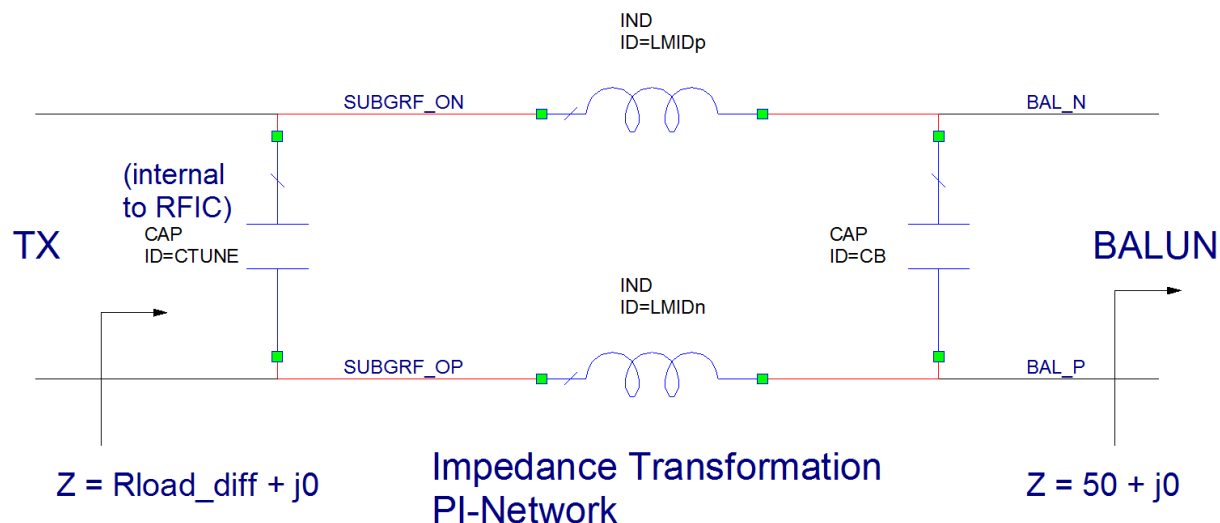 IND
ID=LMIDp
SUBGRF_ON
BAL_N
(internal
to RFIC)
TX
CAP
ID=CTUNE
CAP
ID=CB
BALUN
IND
ID=LMIDn
SUBGRF_OP
BAL_P
Z = Rload_diff + j0
Impedance Transformation
PI-Network
Z = 50 + j0